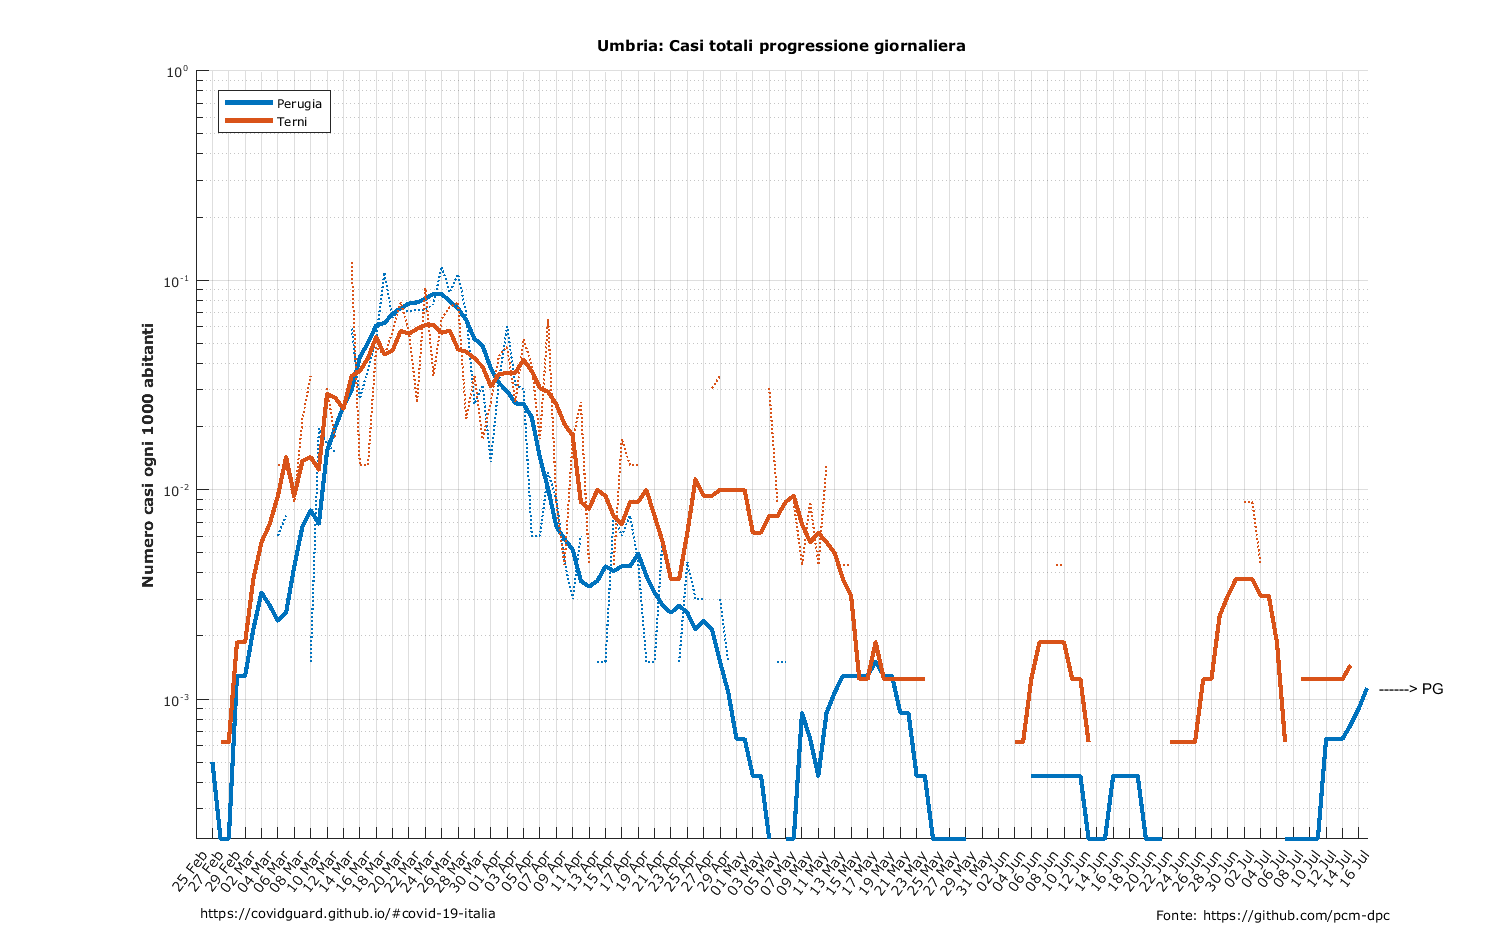 Umbria: Casi totali progressione giornaliera
Numero casi ogni 1000 abitanti
10⁰
10⁻¹
10⁻²
10⁻³
Perugia
Terni
------> PG
25 Feb
27 Feb
29 Feb
02 Mar
04 Mar
06 Mar
08 Mar
10 Mar
12 Mar
14 Mar
16 Mar
18 Mar
20 Mar
22 Mar
24 Mar
26 Mar
28 Mar
30 Mar
01 Apr
03 Apr
05 Apr
07 Apr
09 Apr
11 Apr
13 Apr
15 Apr
17 Apr
19 Apr
21 Apr
23 Apr
25 Apr
27 Apr
29 Apr
01 May
03 May
05 May
07 May
09 May
11 May
13 May
15 May
17 May
19 May
21 May
23 May
25 May
27 May
29 May
31 May
02 Jun
04 Jun
06 Jun
08 Jun
10 Jun
12 Jun
14 Jun
16 Jun
18 Jun
20 Jun
22 Jun
24 Jun
26 Jun
28 Jun
30 Jun
02 Jul
04 Jul
06 Jul
08 Jul
10 Jul
12 Jul
14 Jul
16 Jul
https://covidguard.github.io/#covid-19-italia
Fonte: https://github.com/pcm-dpc